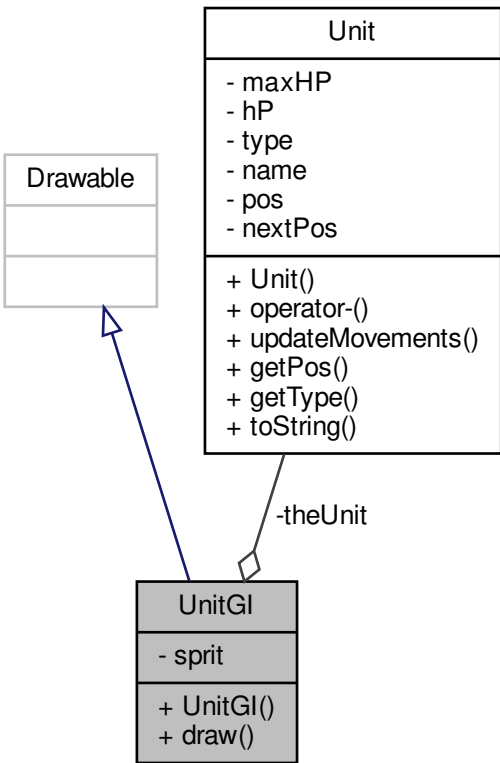 Unit
- maxHP
- hP
- type
- name
- pos
- nextPos
+ Unit()
+ operator-()
+ updateMovements()
+ getPos()
+ getType()
+ toString()
Drawable
-theUnit
UnitGI
- sprit
+ UnitGI()
+ draw()